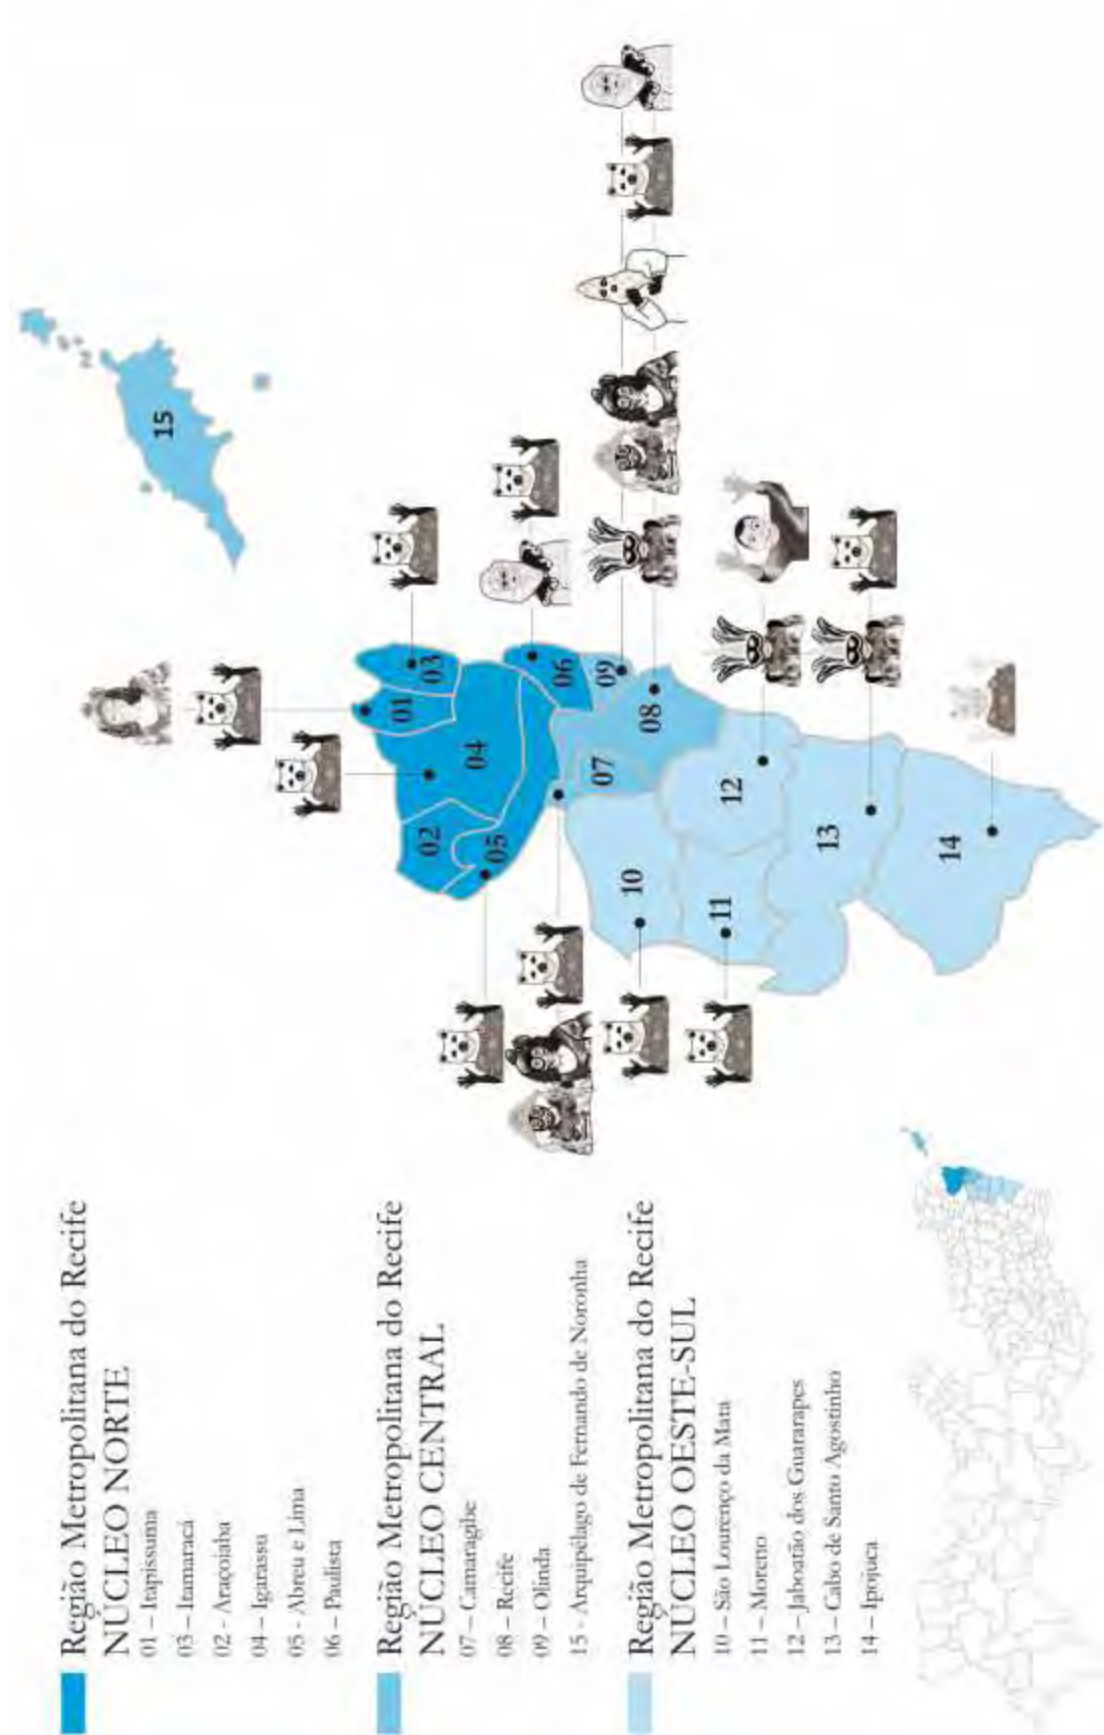 Região Metropolitana do Recife
NÚCLEO NORTE
01 – Itapissuma
03 – Itamaracá
02 - Araçoiaba
04 – Igarassu
05 - Abreu e Lima
06 – Paulista
Região Metropolitana do Recife
NÚCLEO CENTRAL
07 – Camaragibe
08 – Recife
09 – Olinda
15 - Arquipélago de Fernando de Noronha
Região Metropolitana do Recife
NÚCLEO OESTE-SUL
10 – São Lourenço da Mata
11 – Moreno
12 – Jaboatão dos Guararapes
13 – Cabo de Santo Agostinho
14 – Ipojuca
15
01
03
02
04
05
06
09
07
08
10
12
11
13
14